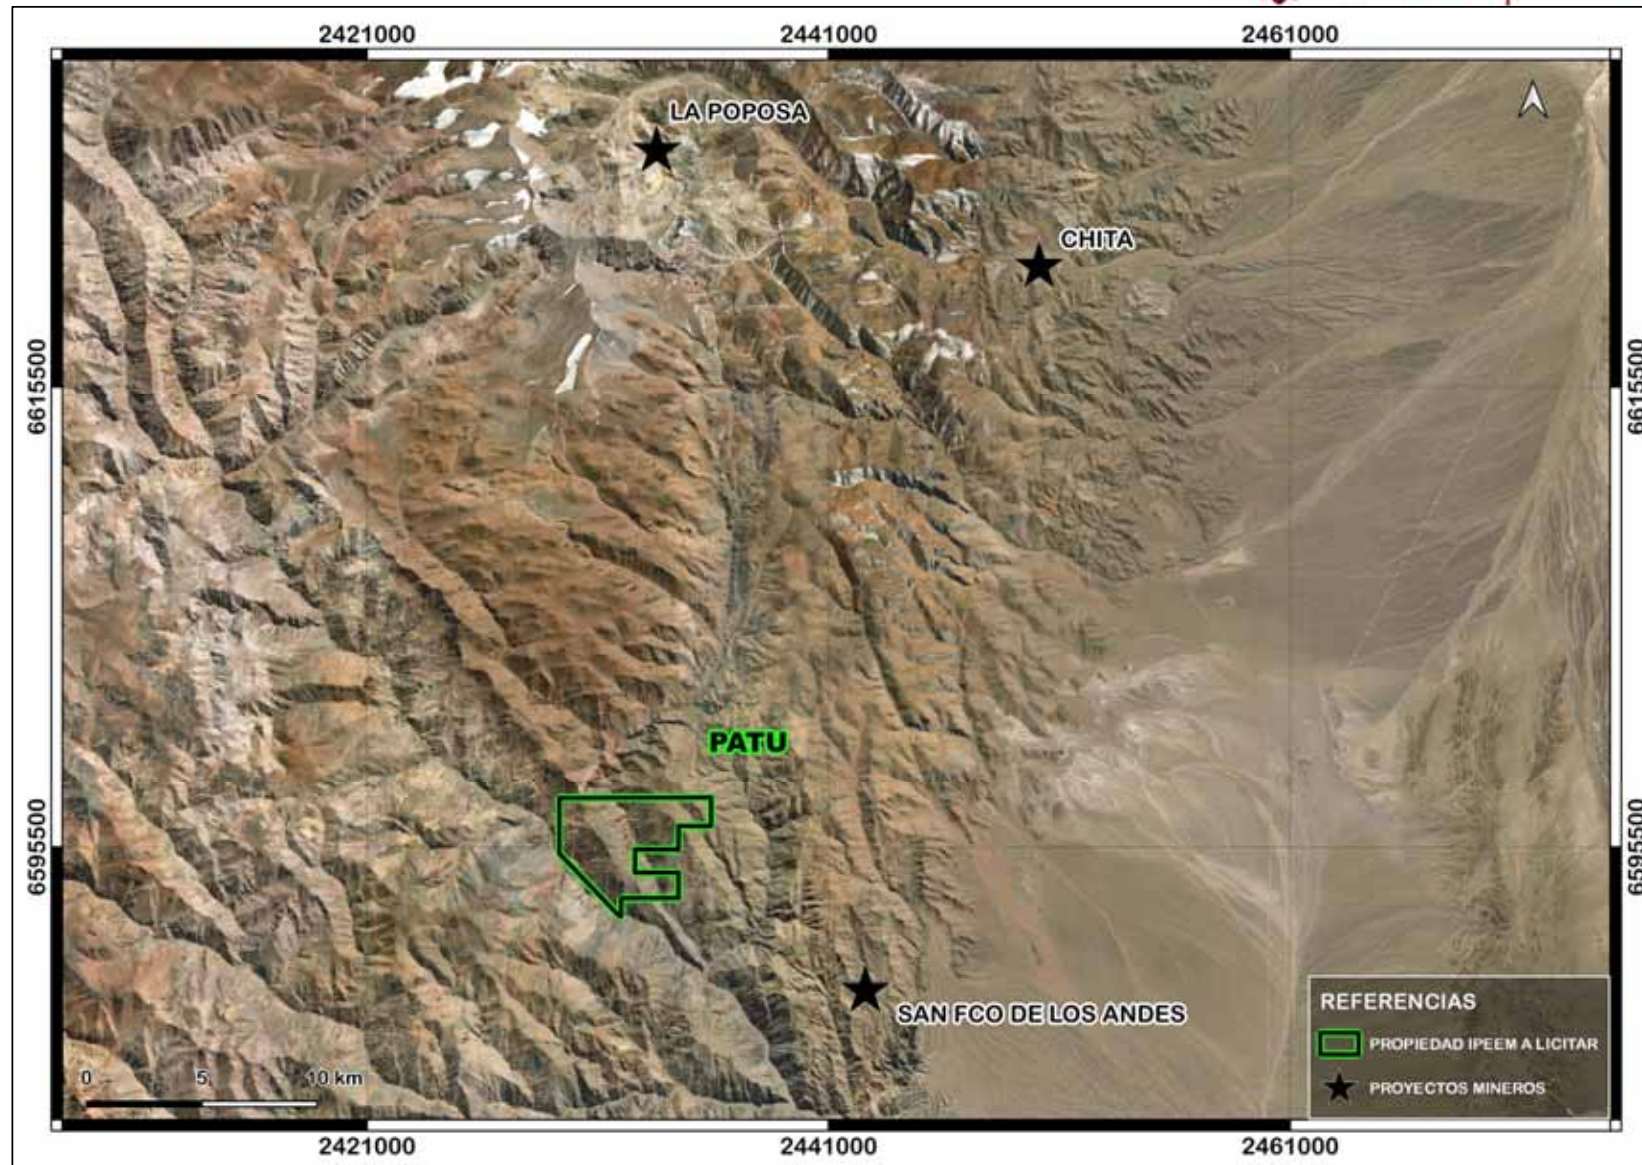 2421000 2441000 2461000
LA POPOSA
CHITA
6615500 6615500
PATU
6595500 6595500
SAN FCO DE LOS ANDES
REFERENCIAS
PROPIEDAD IPEEM A LICITAR
PROYECTOS MINEROS
0 5 10 km
2421000 2441000 2461000